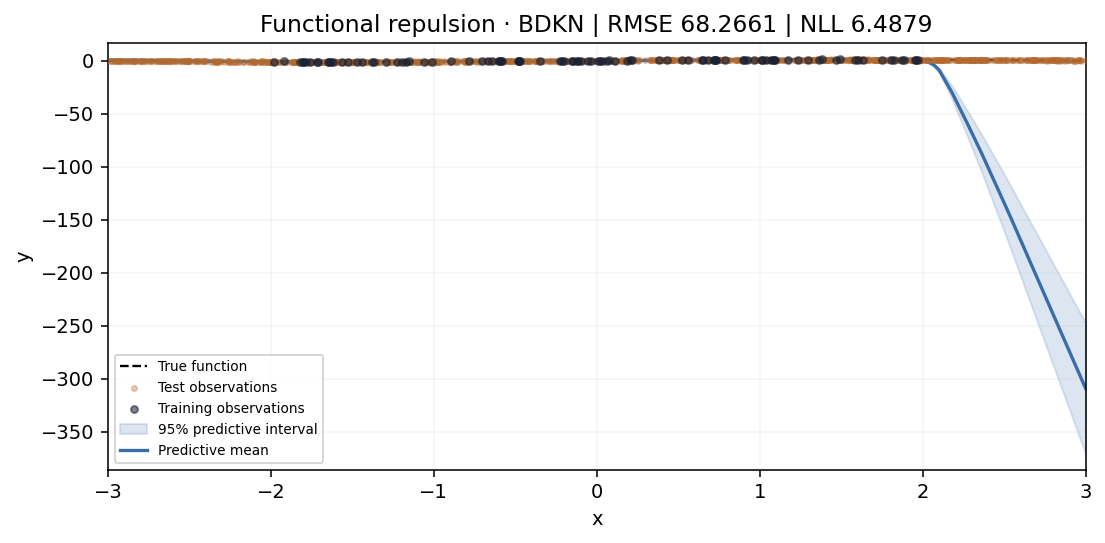 Functional repulsion · BDKN | RMSE 68.2661 | NLL 6.4879
0
−50
−100
−150
−200
−250
−300
−350
y
True function
Test observations
Training observations
95% predictive interval
Predictive mean
−3 −2 −1 0 1 2 3
x